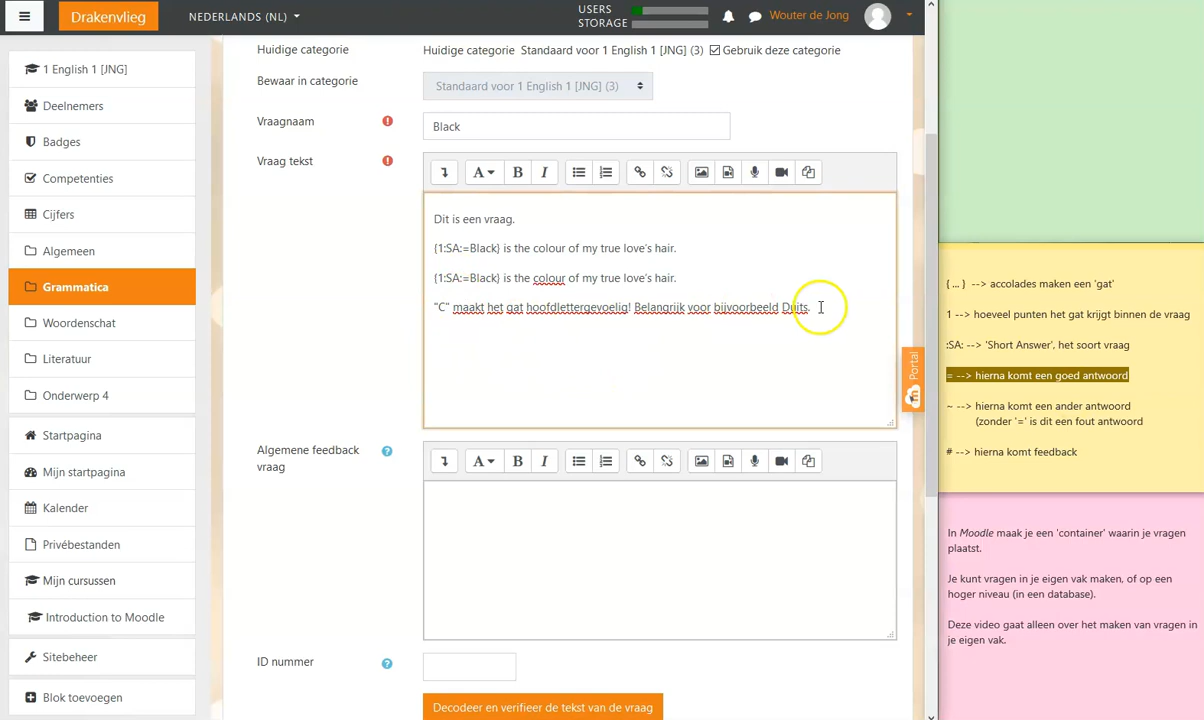 Drakenvlieg
NEDERLANDS (NL)
USERS
STORAGE
Wouter de Jong
1 English 1 [JNG]
Deelnemers
Badges
Competenties
Cijfers
Algemeen
Grammatica
Woordenschat
Literatuur
Onderwerp 4
Startpagina
Mijn startpagina
Kalender
Privébestanden
Mijn cursussen
Introduction to Moodle
Sitebeheer
Blok toevoegen
Huidige categorie
Huidige categorie Standaard voor 1 English 1 [JNG] (3) Gebruik deze categorie
Bewaar in categorie
Standaard voor 1 English 1 [JNG] (3)
Vraagnaam
Black
Vraag tekst
A B I
Dit is een vraag.
{1:SA:=Black} is the colour of my true love's hair.
{1:SA:=Black} is the colour of my true love's hair.
"C" maakt het gat hoofdlettergevoelig! Belangrijk voor bijvoorbeeld Duits.
Portal
Algemene feedback
vraag
A B I
ID nummer
Decodeer en verifieer de tekst van de vraag
{ ... } --> accolades maken een 'gat'
1 --> hoeveel punten het gat krijgt binnen de vraag
:SA: --> 'Short Answer', het soort vraag
= --> hierna komt een goed antwoord
~ --> hierna komt een ander antwoord
(zonder '=' is dit een fout antwoord
# --> hierna komt feedback
In Moodle maak je een 'container' waarin je vragen
plaatst.
Je kunt vragen in je eigen vak maken, of op een
hoger niveau (in een database).
Deze video gaat alleen over het maken van vragen in
je eigen vak.